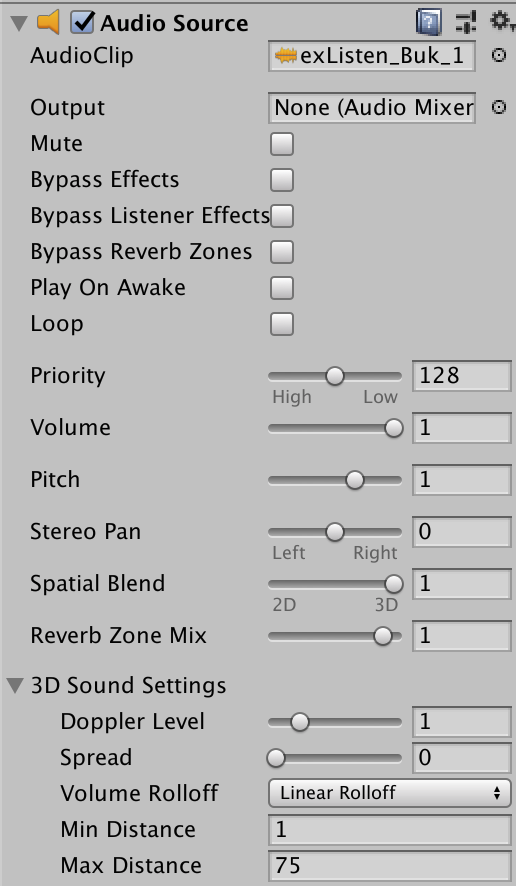 Audio Source
AudioClip exListen_Buk_1
Output None (Audio Mixer
Mute
Bypass Effects
Bypass Listener Effects
Bypass Reverb Zones
Play On Awake
Loop
Priority 128
High Low
Volume 1
Pitch 1
Stereo Pan 0
Left Right
Spatial Blend 1
2D 3D
Reverb Zone Mix 1
3D Sound Settings
Doppler Level 1
Spread 0
Volume Rolloff Linear Rolloff
Min Distance 1
Max Distance 75